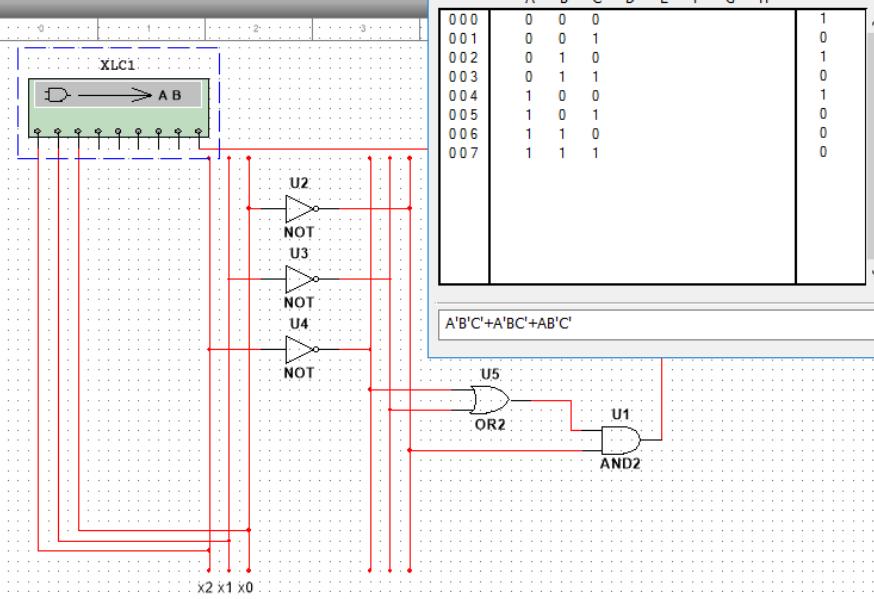 0 1 2 3
XLC1
A B
U2
NOT
U3
NOT
U4
NOT
U5
OR2
U1
AND2
x2 x1 x0
A B C D E F G H
000 0 0 0 1
001 0 0 1 0
002 0 1 0 1
003 0 1 1 0
004 1 0 0 1
005 1 0 1 0
006 1 1 0 0
007 1 1 1 0
A'B'C'+A'BC'+AB'C'